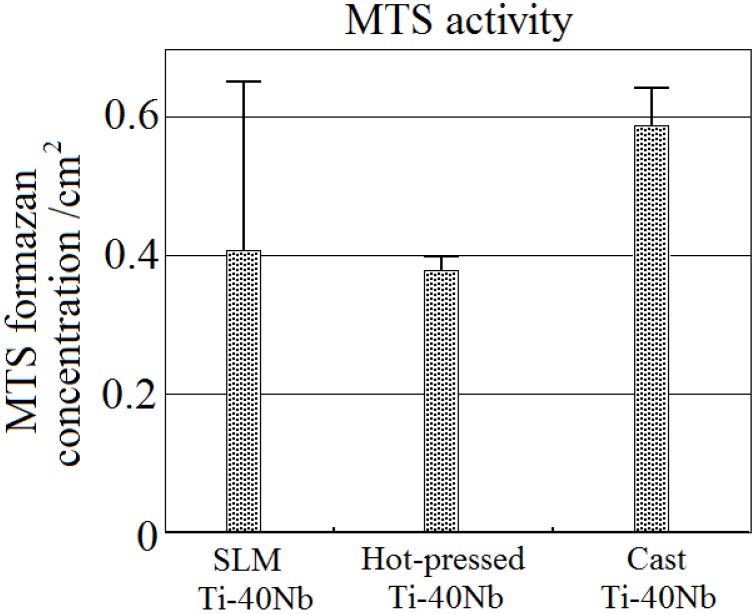 MTS activity
MTS formazan
concentration /cm²
0.6
0.4
0.2
0
SLM
Ti-40Nb
Hot-pressed
Ti-40Nb
Cast
Ti-40Nb